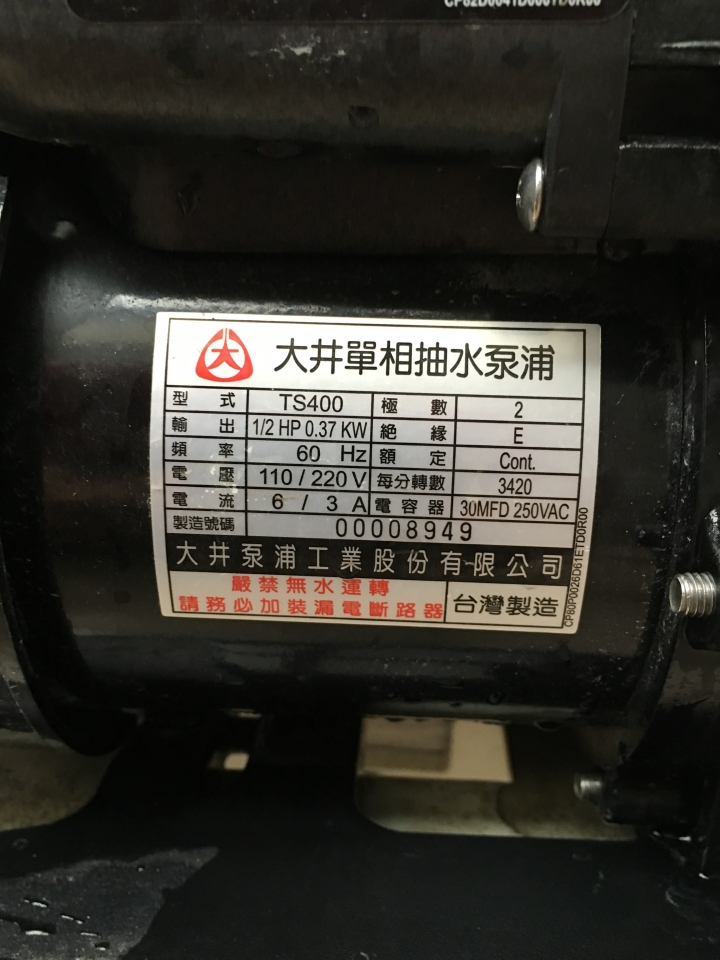 大
大井單相抽水泵浦
型式 TS400 極數 2
輸出 1/2 HP 0.37 KW 絕緣 E
頻率 60 Hz 額定 Cont.
電壓 110/220 V 每分轉數 3420
電流 6 / 3 A 電容器 30MFD 250VAC
製造號碼 00008949
大井泵浦工業股份有限公司
嚴禁無水運轉
請務必加裝漏電斷路器 台灣製造
CP80P0026D61ETD0R00